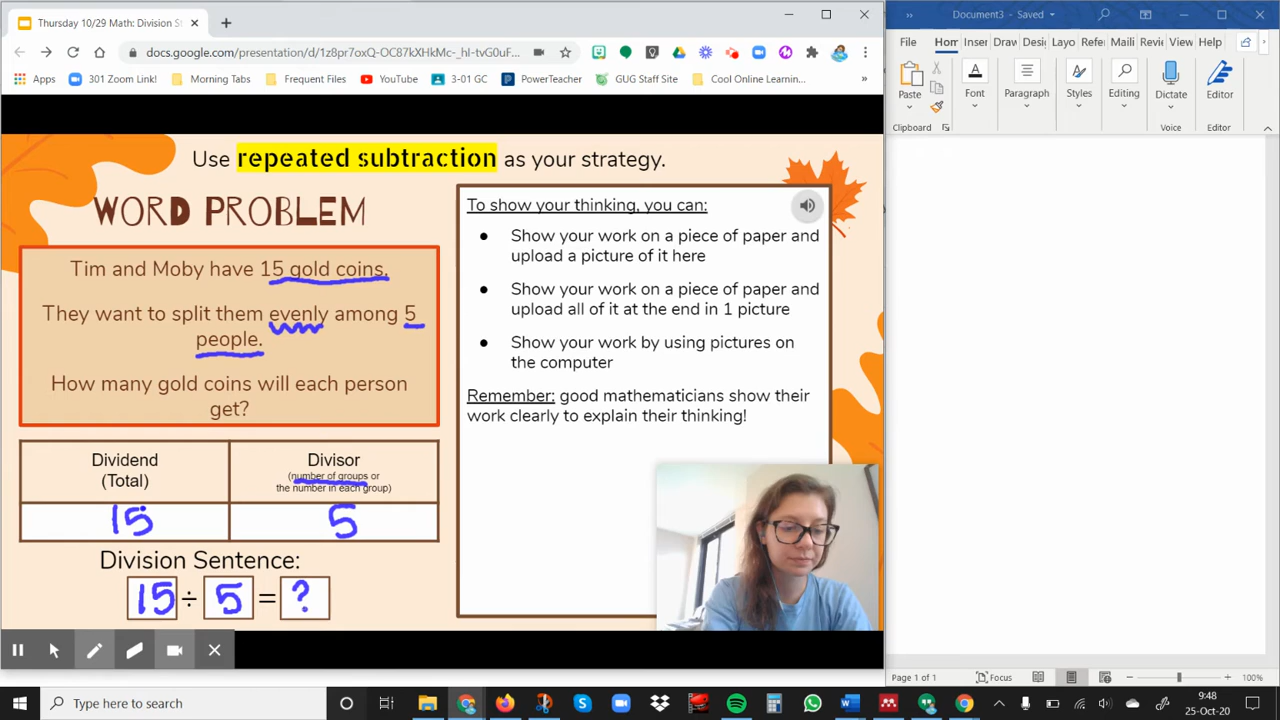 Thursday 10/29 Math: Division S
Document3 - Saved
docs.google.com/presentation/d/1z8pr7oxQ-OC87kXHkMc-_hI-tvG0uF...
File Hom Inser Draw Desig Layo Refer Maili Revie View Help
Apps 301 Zoom Link! Morning Tabs Frequent Files YouTube 3-01 GC PowerTeacher GUG Staff Site Cool Online Learnin...
Paste Font Paragraph Styles Editing Dictate Editor
Clipboard Voice Editor
Use repeated subtraction as your strategy.
WORD PROBLEM
Tim and Moby have 15 gold coins.
They want to split them evenly among 5
people.
How many gold coins will each person
get?
To show your thinking, you can:
● Show your work on a piece of paper and
upload a picture of it here
● Show your work on a piece of paper and
upload all of it at the end in 1 picture
● Show your work by using pictures on
the computer
Remember: good mathematicians show their
work clearly to explain their thinking!
Dividend
(Total)
Divisor
(number of groups or
the number in each group)
15
5
Division Sentence:
15 ÷ 5 = ?
Page 1 of 1 Focus 100%
Type here to search
9:48
25-Oct-20